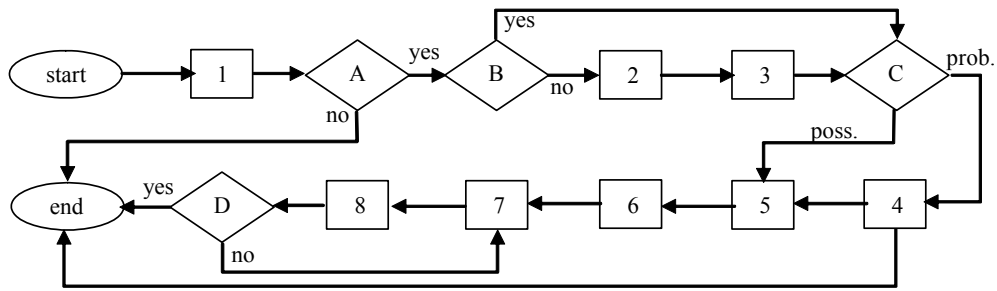 yes
start
1
A
yes
B
no
2
3
C
prob.
no
poss.
end
yes
D
no
8
7
6
5
4